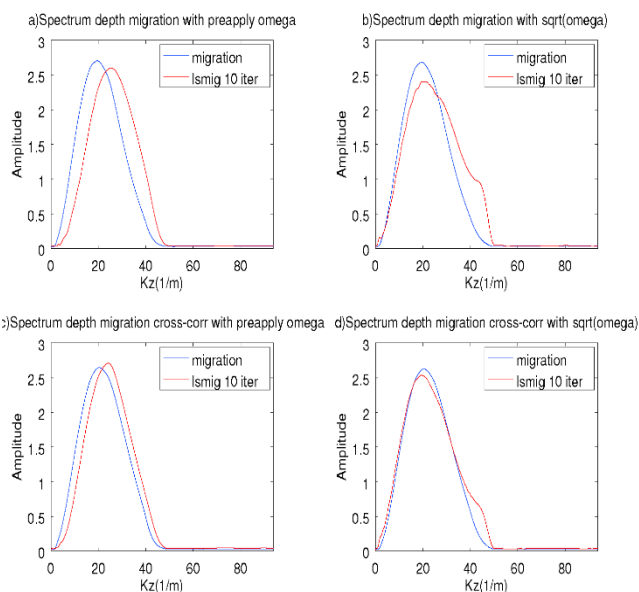 a)Spectrum depth migration with preapply omega
3
2.5
2
1.5
1
0.5
0
Amplitude
migration
lsmig 10 iter
0 20 40 60 80
Kz(1/m)
b)Spectrum depth migration with sqrt(omega)
3
2.5
2
1.5
1
0.5
0
Amplitude
migration
lsmig 10 iter
0 20 40 60 80
Kz(1/m)
c)Spectrum depth migration cross-corr with preapply omega
3
2.5
2
1.5
1
0.5
0
Amplitude
migration
lsmig 10 iter
0 20 40 60 80
Kz(1/m)
d)Spectrum depth migration cross-corr with sqrt(omega)
3
2.5
2
1.5
1
0.5
0
Amplitude
migration
lsmig 10 iter
0 20 40 60 80
Kz(1/m)